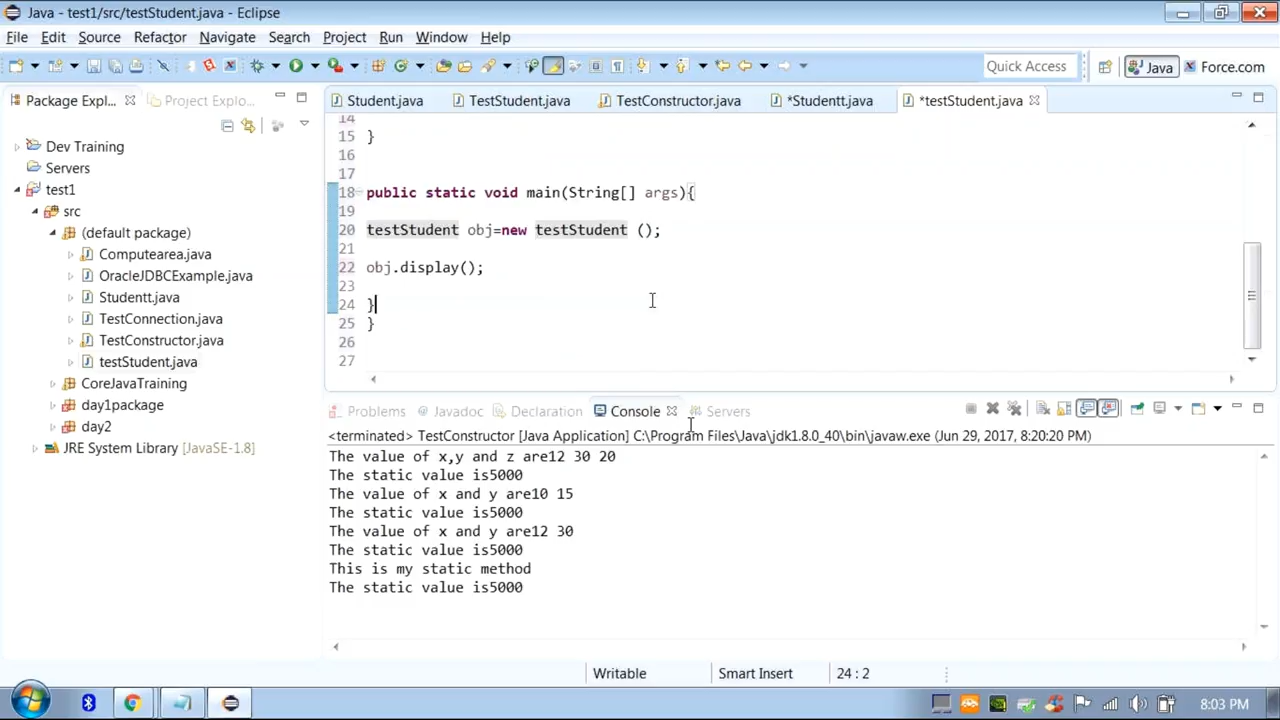 Java - test1/src/testStudent.java - Eclipse
File Edit Source Refactor Navigate Search Project Run Window Help
Quick Access Java Force.com
Package Expl... Project Explo...
Student.java TestStudent.java TestConstructor.java *Studentt.java *testStudent.java
Dev Training
Servers
test1
src
(default package)
Computearea.java
OracleJDBCExample.java
Studentt.java
TestConnection.java
TestConstructor.java
testStudent.java
CoreJavaTraining
day1package
day2
JRE System Library [JavaSE-1.8]
14
15 }
16
17
18 public static void main(String[] args){
19
20 testStudent obj=new testStudent ();
21
22 obj.display();
23
24 }
25 }
26
27
Problems Javadoc Declaration Console Servers
<terminated> TestConstructor [Java Application] C:\Program Files\Java\jdk1.8.0_40\bin\javaw.exe (Jun 29, 2017, 8:20:20 PM)
The value of x,y and z are12 30 20
The static value is5000
The value of x and y are10 15
The static value is5000
The value of x and y are12 30
The static value is5000
This is my static method
The static value is5000
Writable Smart Insert 24 : 2
8:03 PM